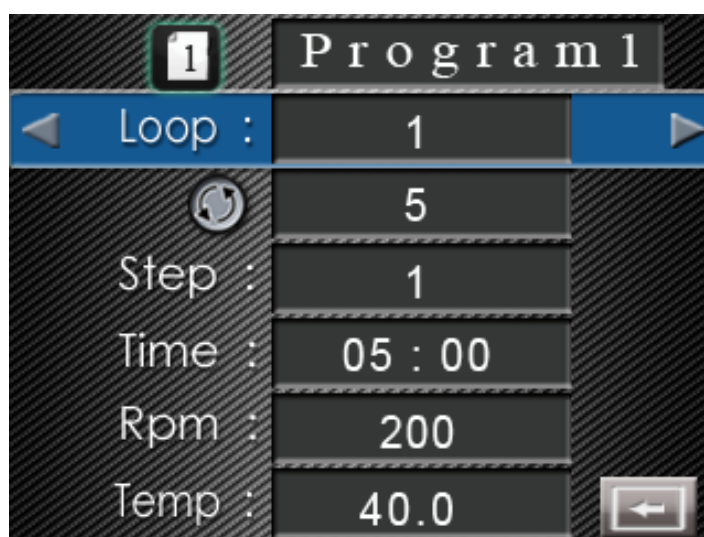 1 Program1
Loop : 1
5
Step : 1
Time : 05 : 00
Rpm : 200
Temp : 40.0